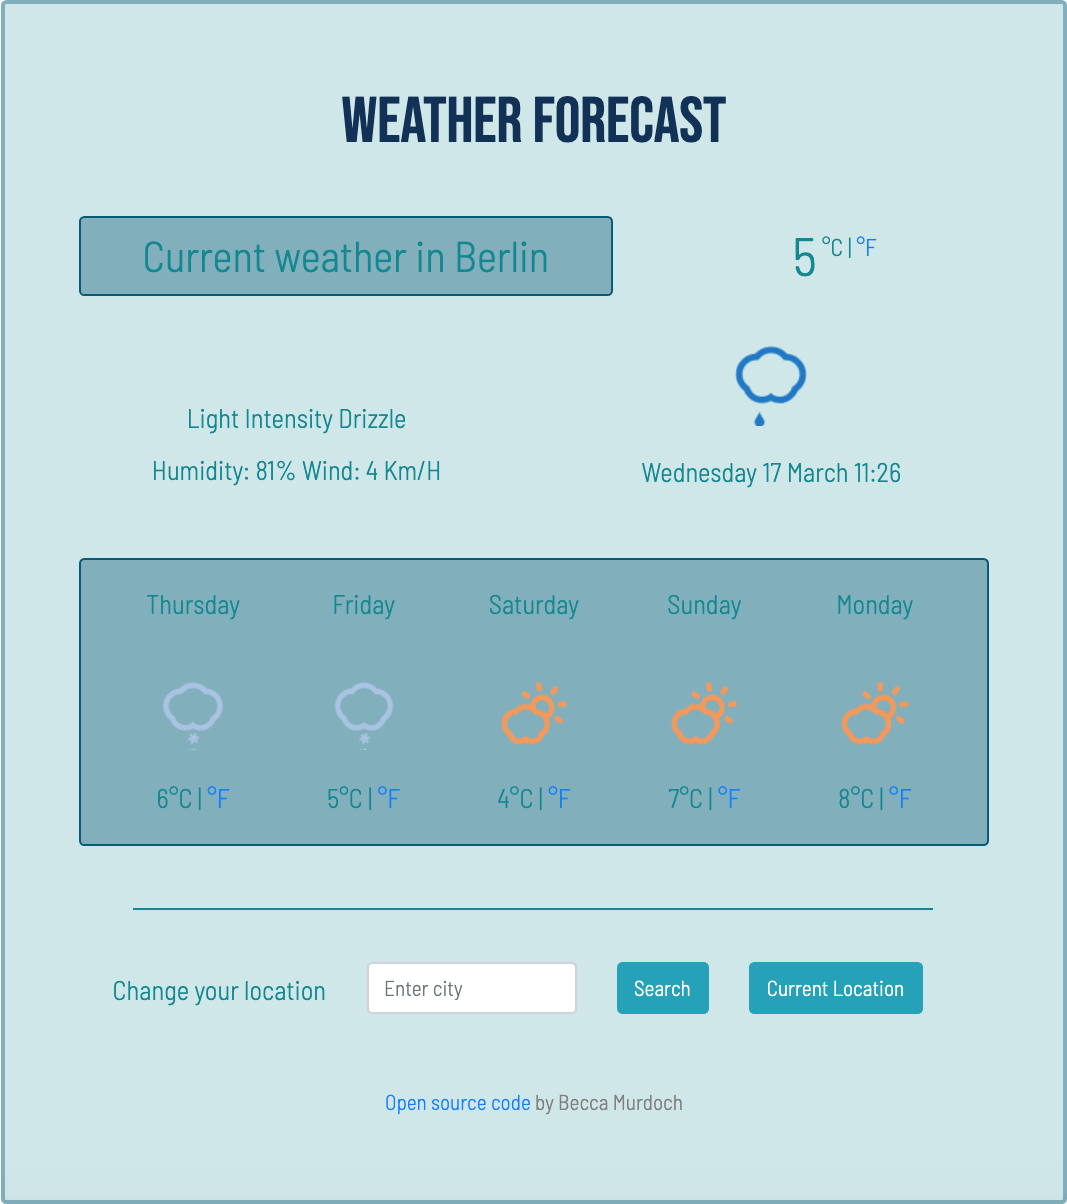 WEATHER FORECAST
Current weather in Berlin
5 °C | °F
Light Intensity Drizzle
Humidity: 81% Wind: 4 Km/H
Wednesday 17 March 11:26
Thursday Friday Saturday Sunday Monday
6°C | °F 5°C | °F 4°C | °F 7°C | °F 8°C | °F
Change your location Enter city Search Current Location
Open source code by Becca Murdoch